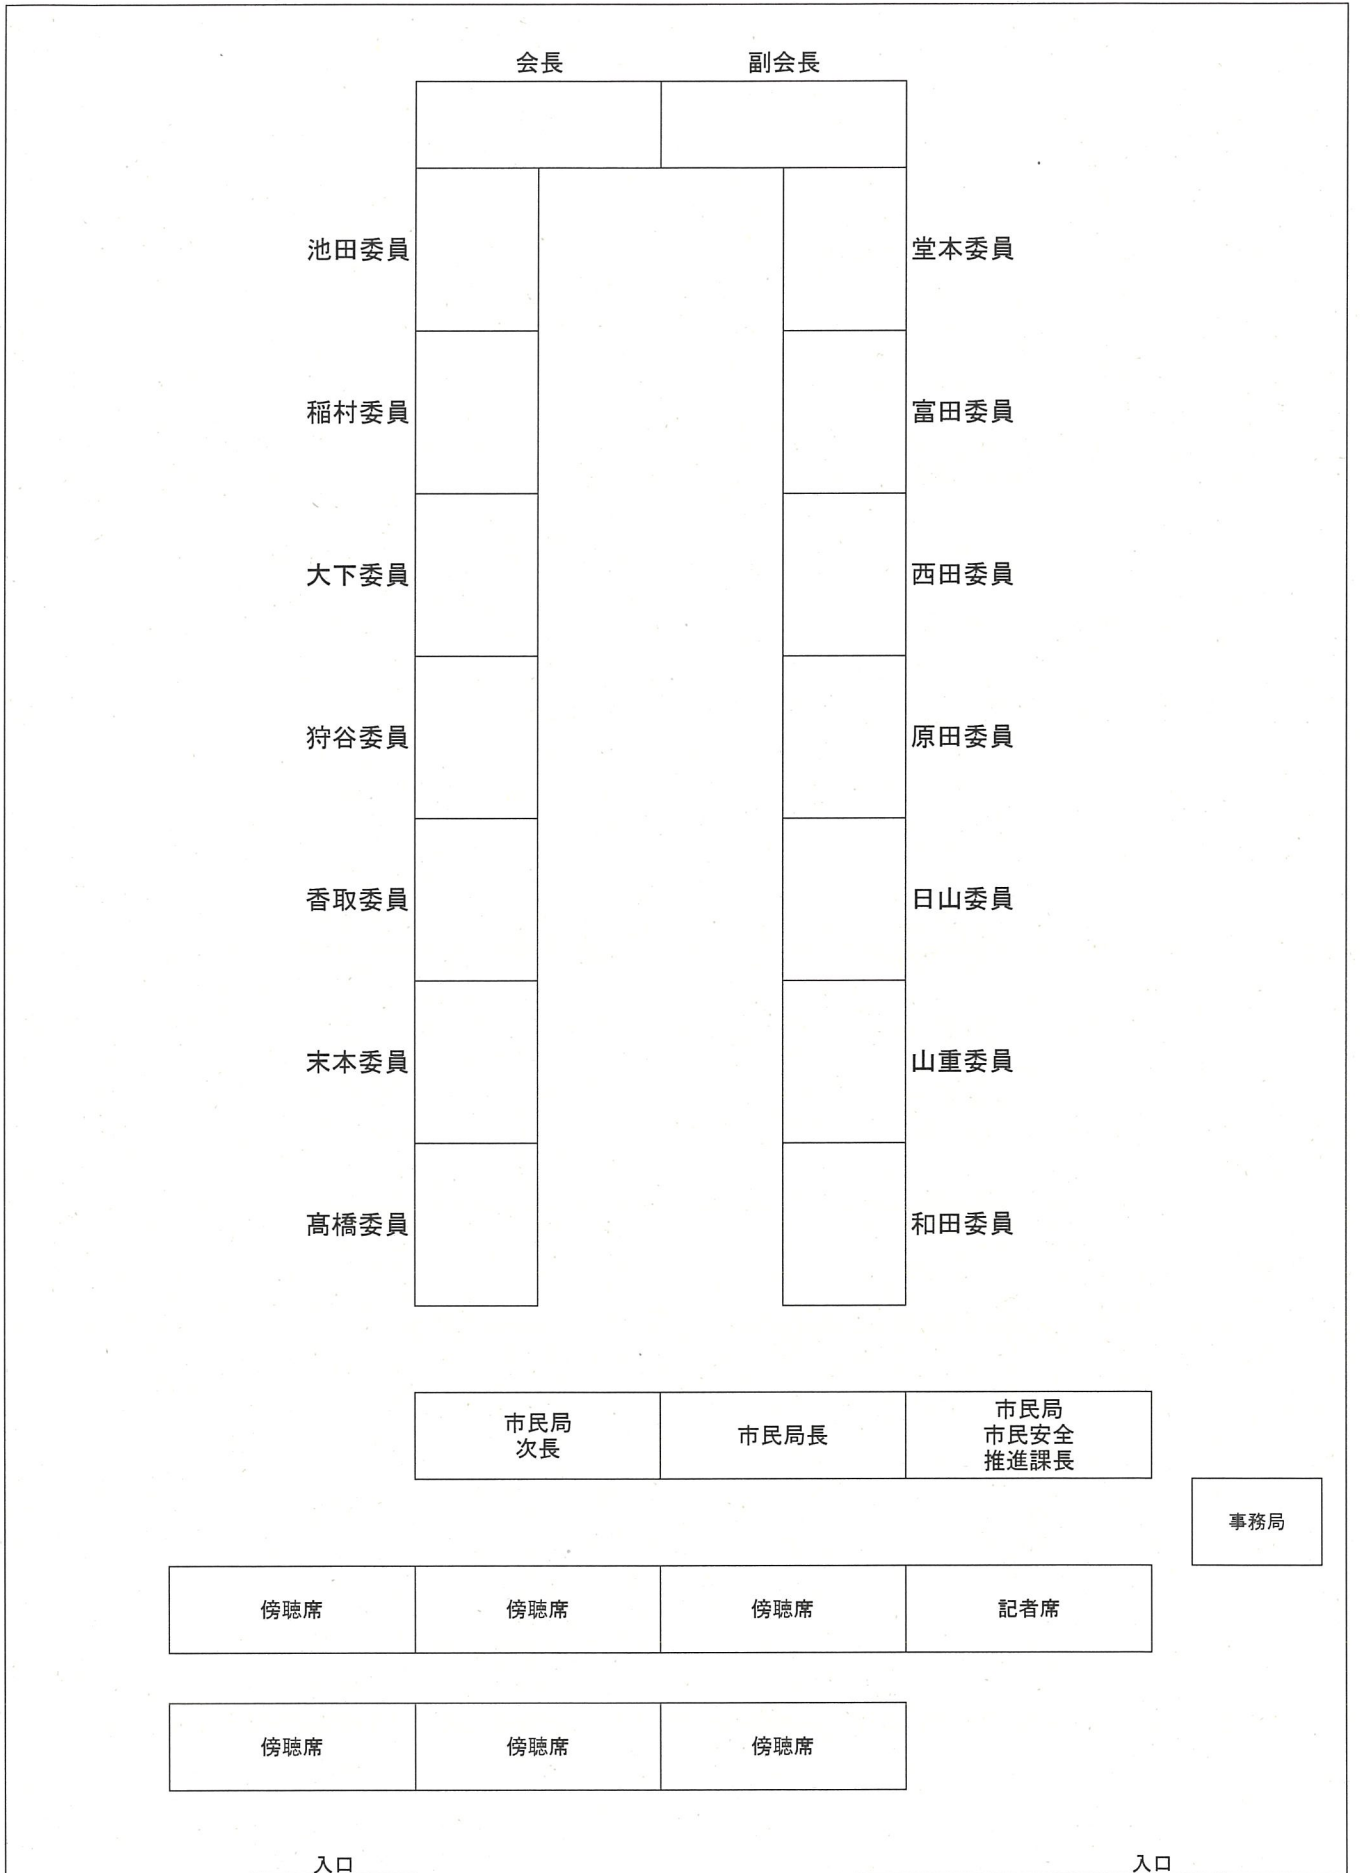 会長 副会長
池田委員 堂本委員
稲村委員 富田委員
大下委員 西田委員
狩谷委員 原田委員
香取委員 日山委員
末本委員 山重委員
髙橋委員 和田委員
市民局
次長
市民局長
市民局
市民安全
推進課長
事務局
傍聴席 傍聴席 傍聴席 記者席
傍聴席 傍聴席 傍聴席
入口 入口